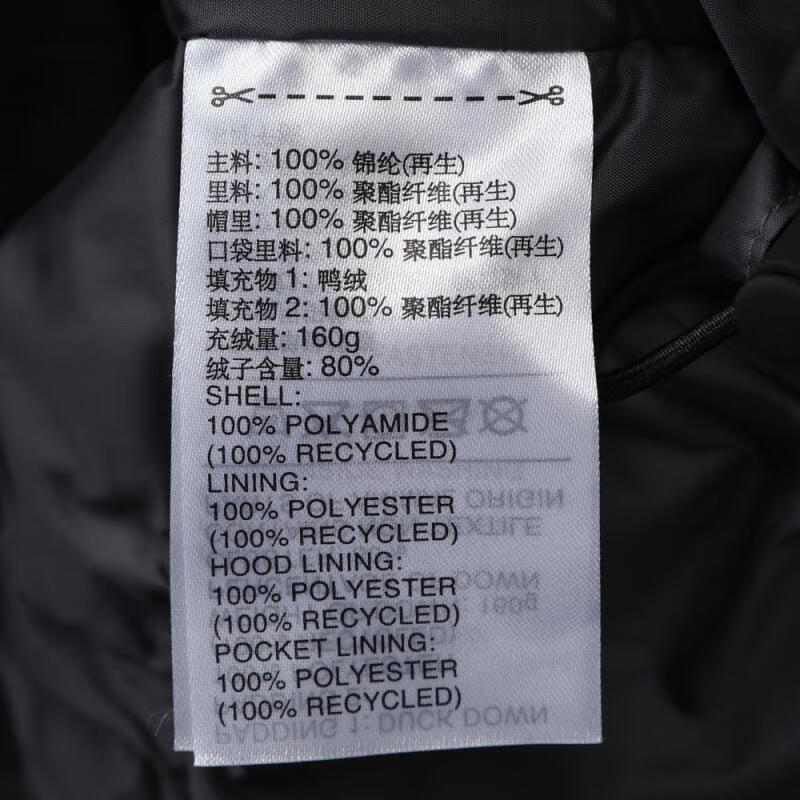 主料: 100% 锦纶(再生)
里料: 100% 聚酯纤维(再生)
帽里: 100% 聚酯纤维(再生)
口袋里料: 100% 聚酯纤维(再生)
填充物 1: 鸭绒
填充物 2: 100% 聚酯纤维(再生)
充绒量: 160g
绒子含量: 80%
SHELL:
100% POLYAMIDE
(100% RECYCLED)
LINING:
100% POLYESTER
(100% RECYCLED)
HOOD LINING:
100% POLYESTER
(100% RECYCLED)
POCKET LINING:
100% POLYESTER
(100% RECYCLED)
PADDING 1: DUCK DOWN